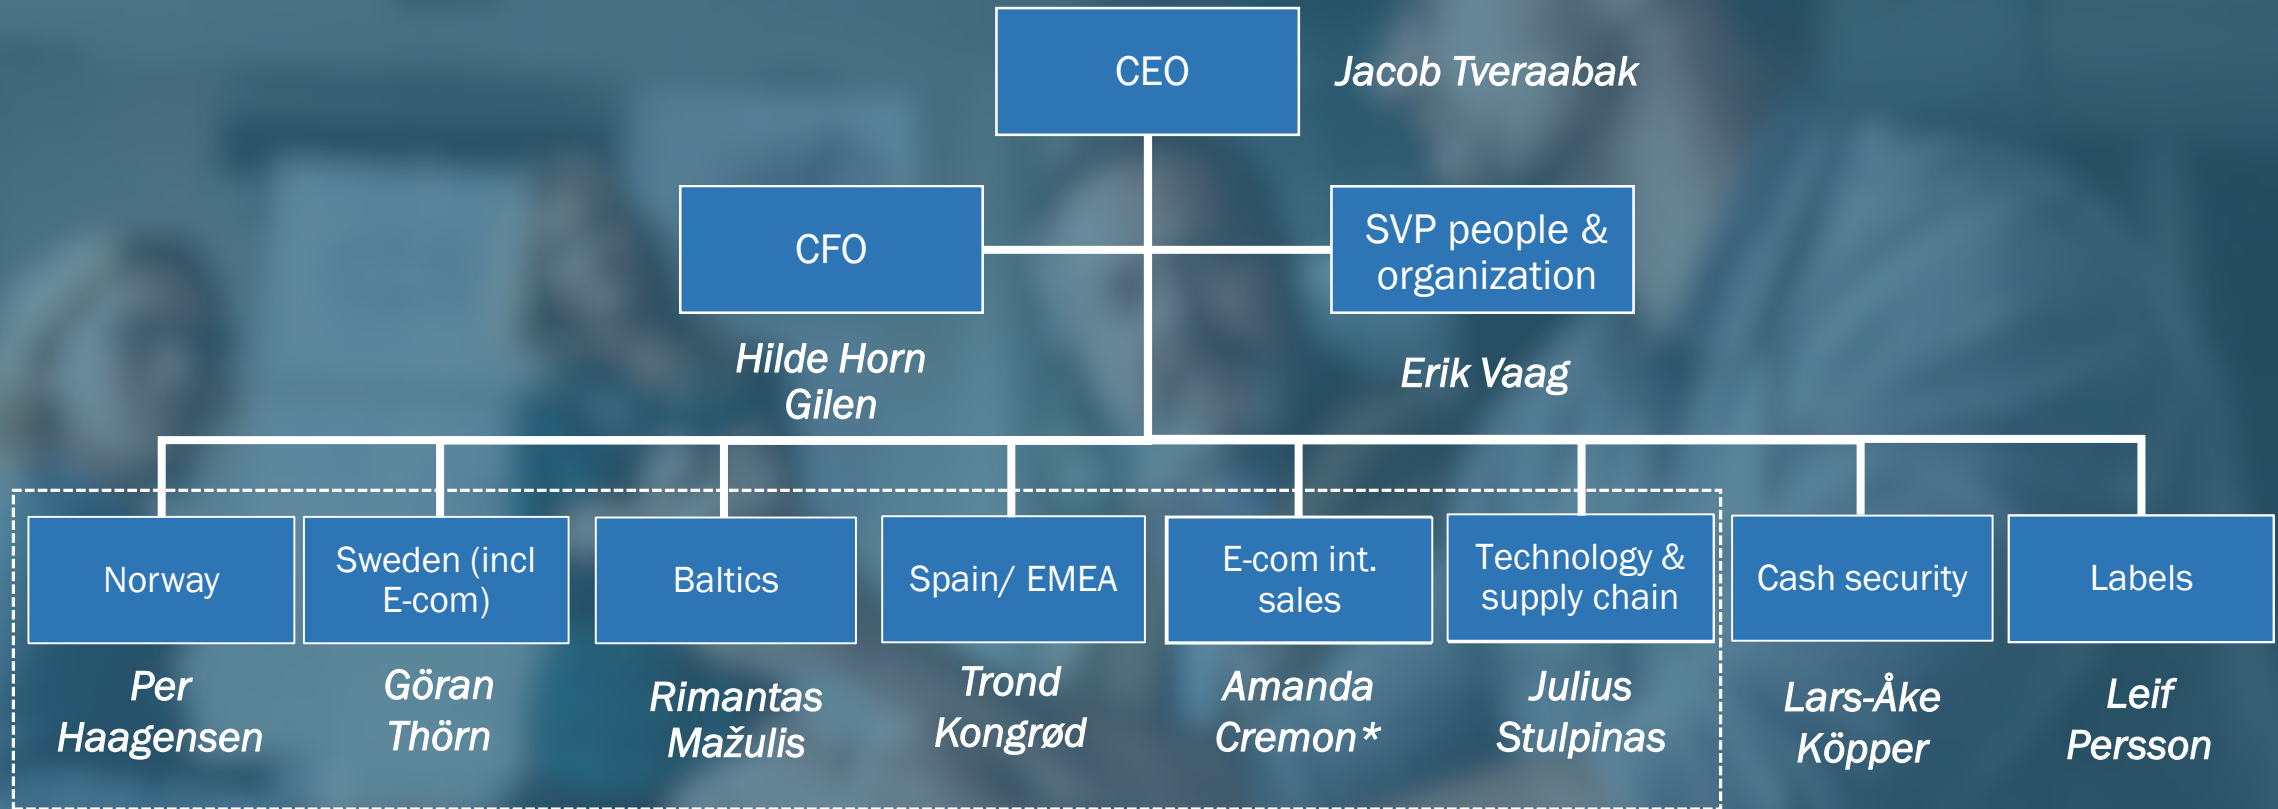 CEO
Jacob Tveraabak
CFO
SVP people &
organization
Hilde Horn
Gilen
Erik Vaag
Norway
Sweden (incl
E-com)
Baltics
Spain/ EMEA
E-com int.
sales
Technology &
supply chain
Cash security
Labels
Per
Haagensen
Göran
Thörn
Rimantas
Mažulis
Trond
Kongrød
Amanda
Cremon*
Julius
Stulpinas
Lars-Åke
Köpper
Leif
Persson